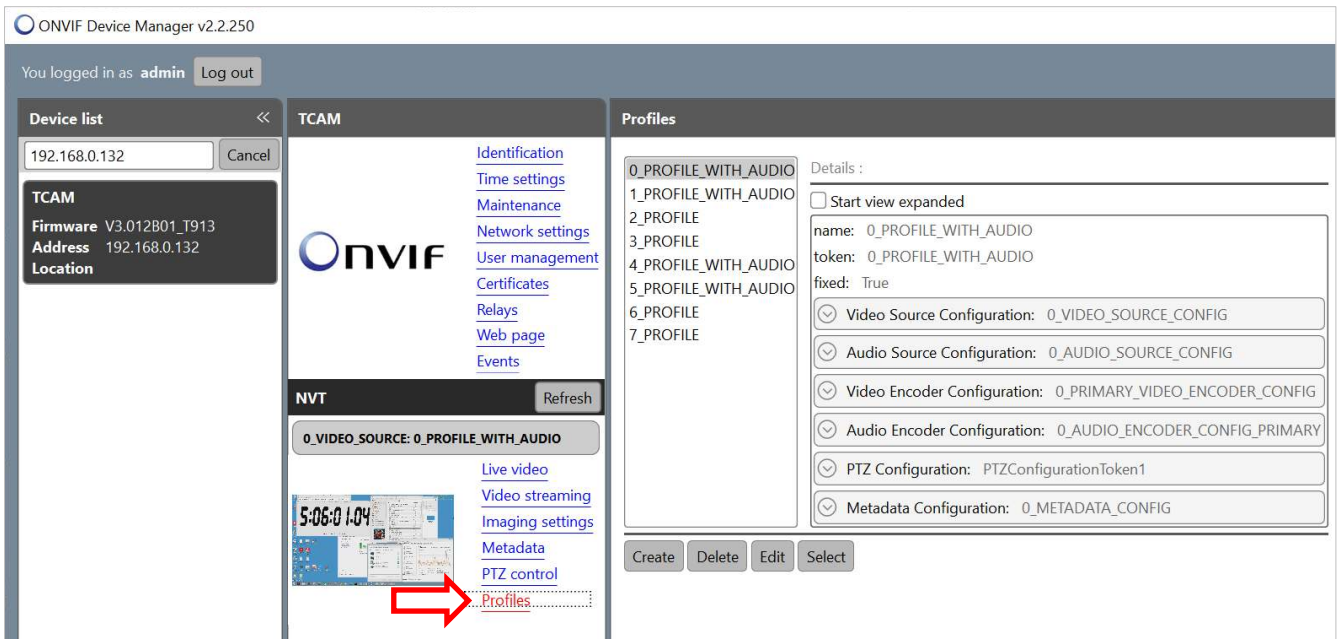 ONVIF Device Manager v2.2.250
You logged in as admin Log out
Device list
192.168.0.132 Cancel
TCAM
Firmware V3.012B01_T913
Address 192.168.0.132
Location
TCAM
ONVIF
Identification
Time settings
Maintenance
Network settings
User management
Certificates
Relays
Web page
Events
NVT Refresh
0_VIDEO_SOURCE: 0_PROFILE_WITH_AUDIO
5:06:01.04
Live video
Video streaming
Imaging settings
Metadata
PTZ control
Profiles
Profiles
0_PROFILE_WITH_AUDIO
1_PROFILE_WITH_AUDIO
2_PROFILE
3_PROFILE
4_PROFILE_WITH_AUDIO
5_PROFILE_WITH_AUDIO
6_PROFILE
7_PROFILE
Details :
Start view expanded
name: 0_PROFILE_WITH_AUDIO
token: 0_PROFILE_WITH_AUDIO
fixed: True
Video Source Configuration: 0_VIDEO_SOURCE_CONFIG
Audio Source Configuration: 0_AUDIO_SOURCE_CONFIG
Video Encoder Configuration: 0_PRIMARY_VIDEO_ENCODER_CONFIG
Audio Encoder Configuration: 0_AUDIO_ENCODER_CONFIG_PRIMARY
PTZ Configuration: PTZConfigurationToken1
Metadata Configuration: 0_METADATA_CONFIG
Create Delete Edit Select